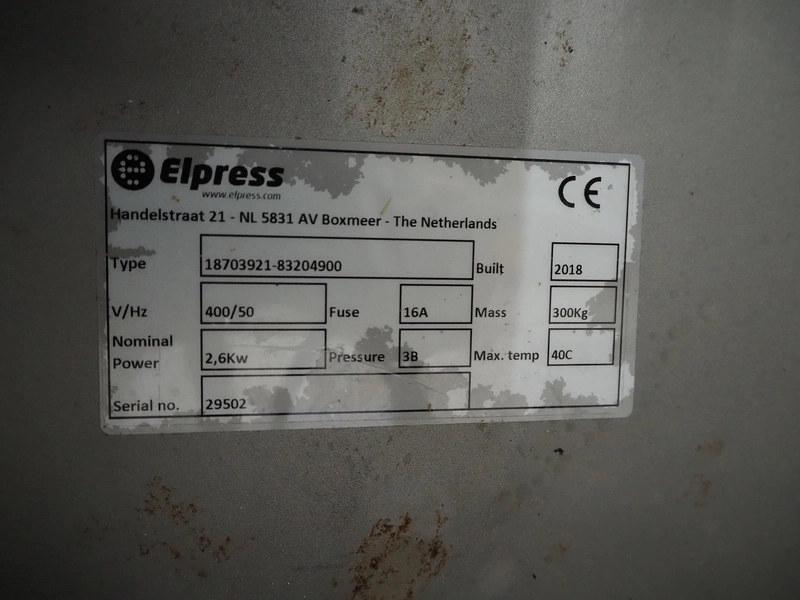 Elpress
www.elpress.com
CE
Handelstraat 21 - NL 5831 AV Boxmeer - The Netherlands
Type 18703921-83204900 Built 2018
V/Hz 400/50 Fuse 16A Mass 300Kg
Nominal Power 2,6Kw Pressure 3B Max. temp 40C
Serial no. 29502